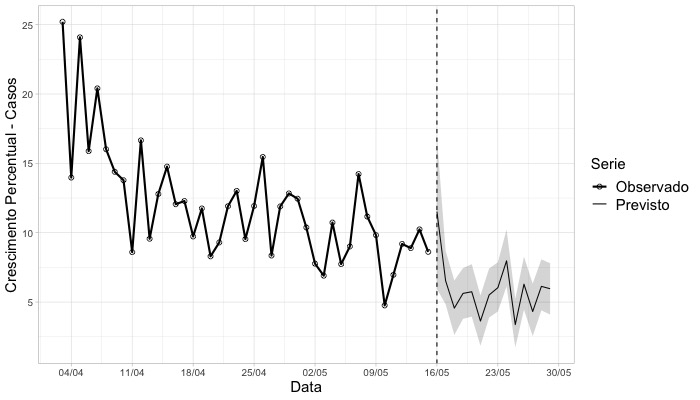 Crescimento Percentual - Casos
25
20
15
10
5
04/04 11/04 18/04 25/04 02/05 09/05 16/05 23/05 30/05
Data
Serie
Observado
Previsto